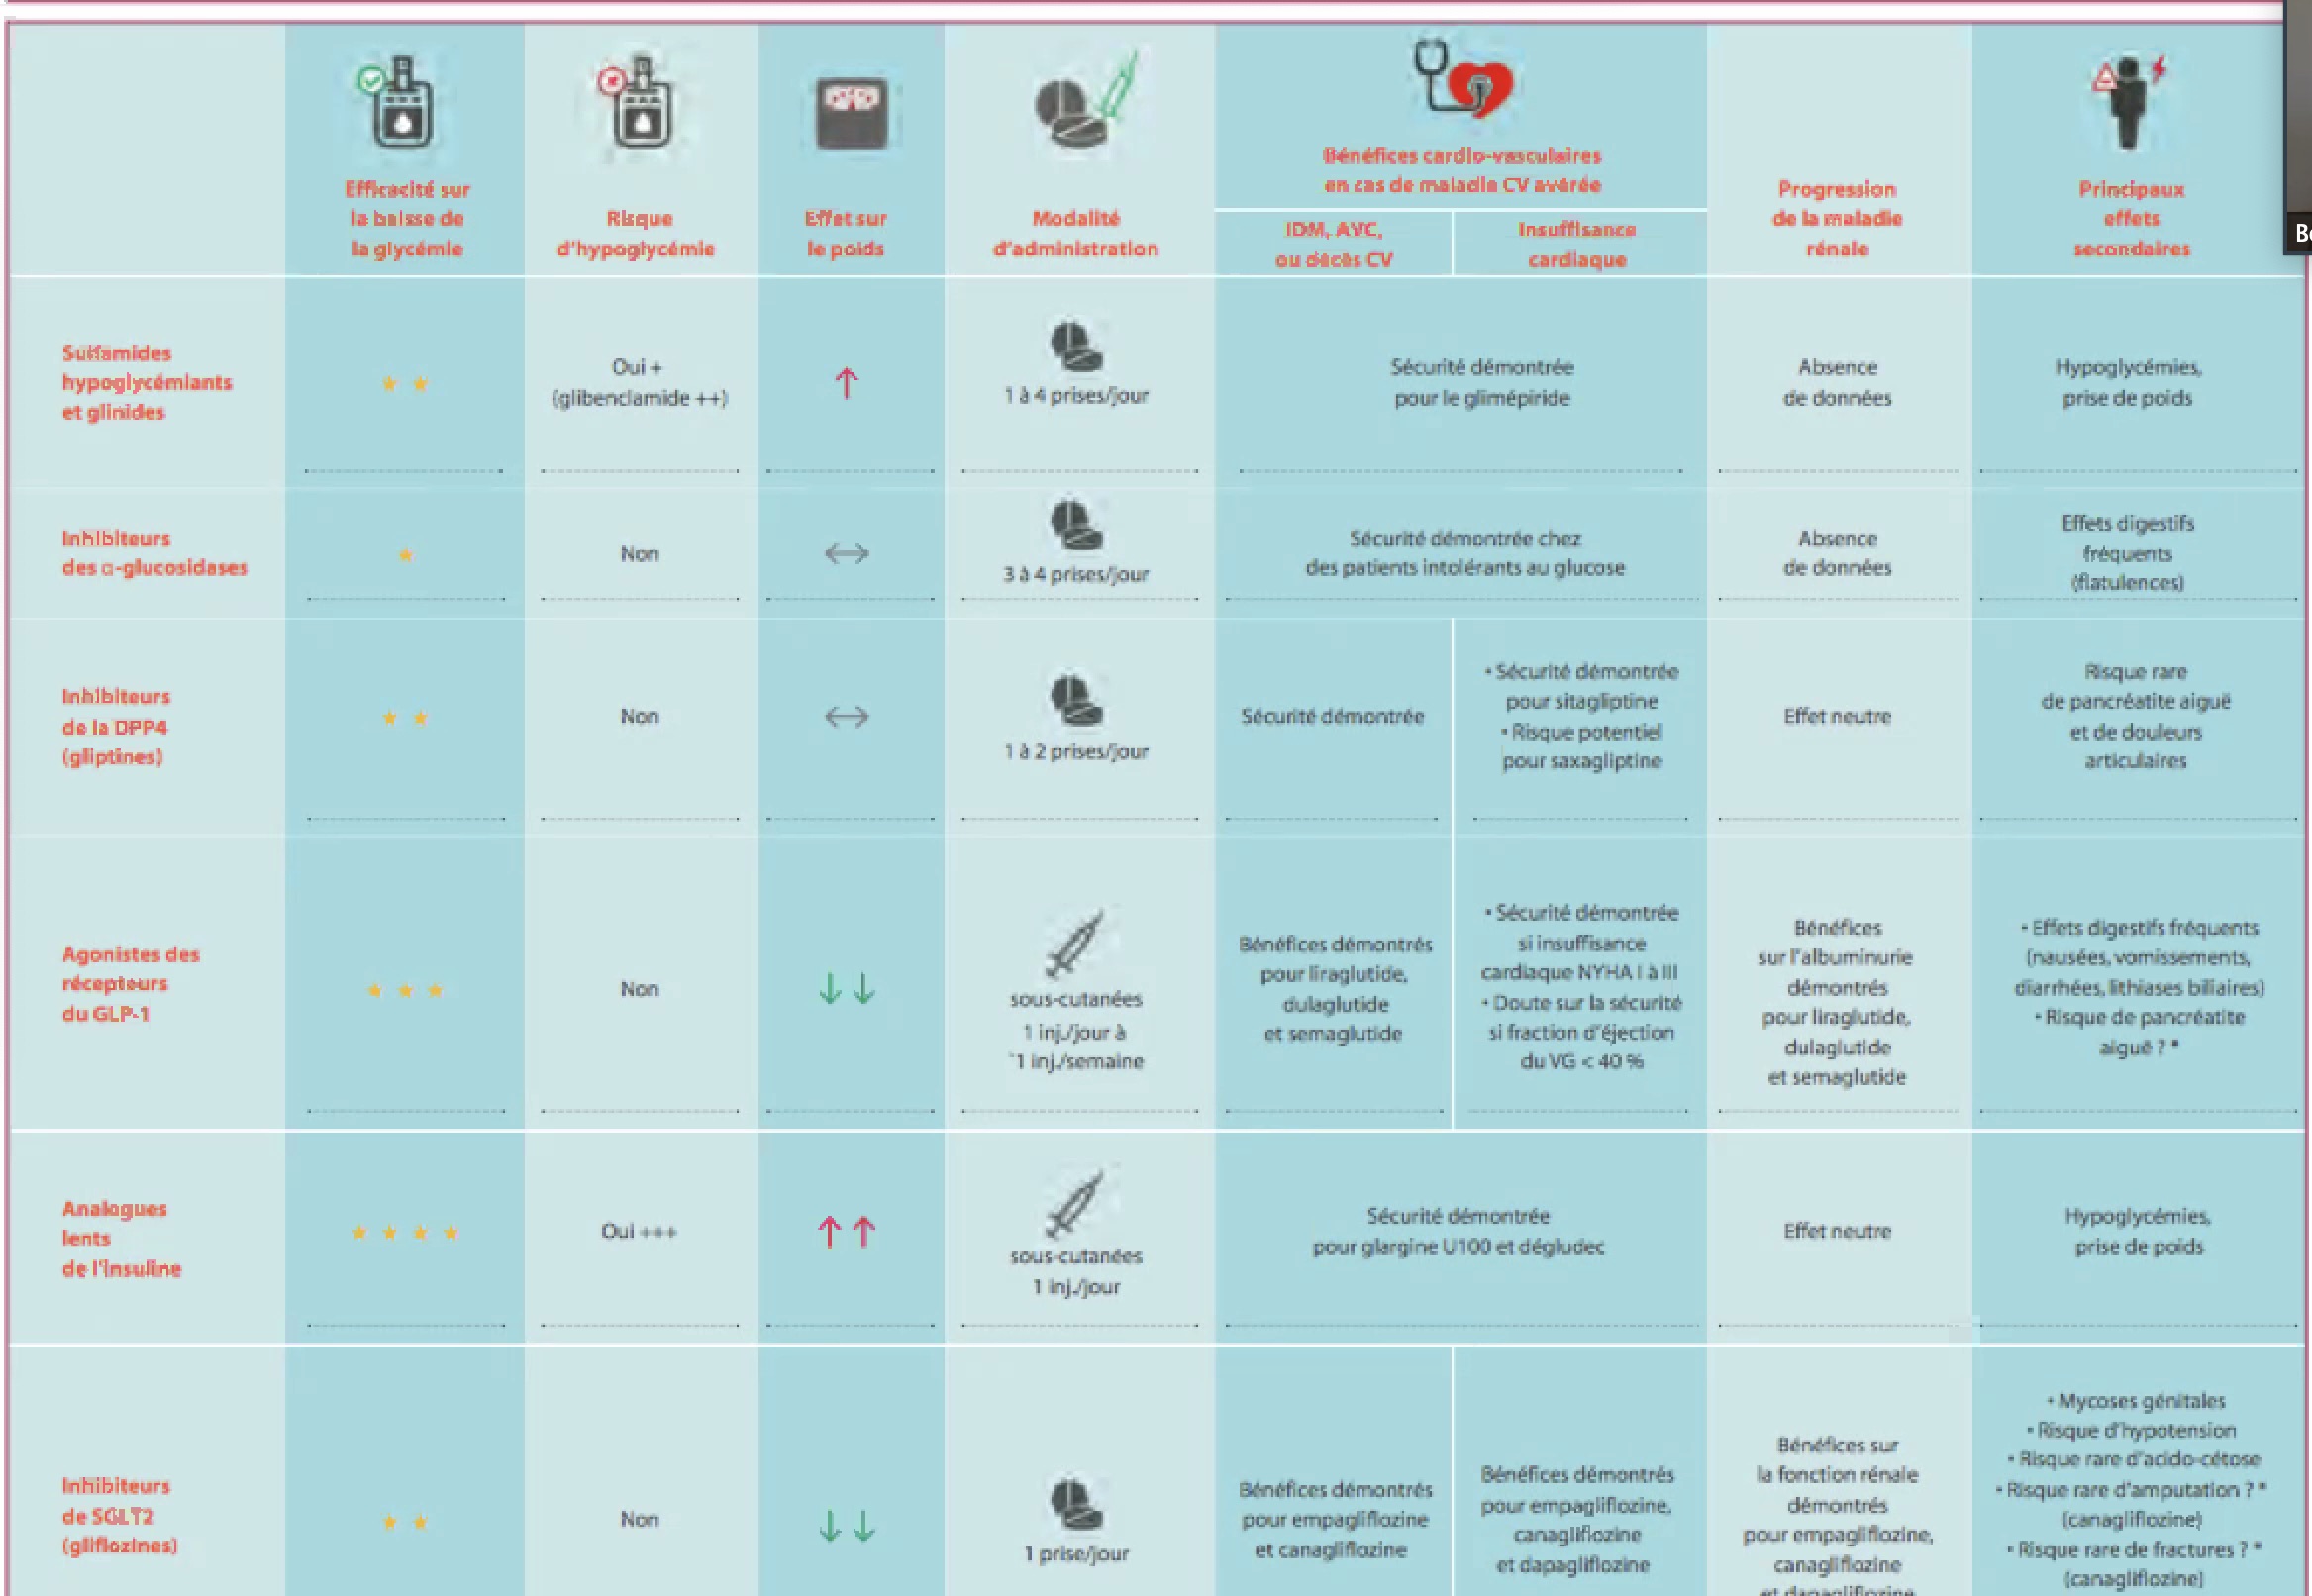 Efficacité sur
la baisse de
la glycémie
Risque
d'hypoglycémie
Effet sur
le poids
Modalité
d'administration
Bénéfices cardio-vasculaires
en cas de maladie CV avérée
IDM, AVC,
ou décès CV
Insuffisance
cardiaque
Progression
de la maladie
rénale
Principaux
effets
secondaires
Sulfamides
hypoglycémiants
et glinides
Oui +
(glibenclamide ++)
↑
1 à 4 prises/jour
Sécurité démontrée
pour le glimépiride
Absence
de données
Hypoglycémies,
prise de poids
Inhibiteurs
des α-glucosidases
Non
↔
3 à 4 prises/jour
Sécurité démontrée chez
des patients intolérants au glucose
Absence
de données
Effets digestifs
fréquents
(flatulences)
Inhibiteurs
de la DPP4
(gliptines)
Non
↔
1 à 2 prises/jour
Sécurité démontrée
• Sécurité démontrée
pour sitagliptine
• Risque potentiel
pour saxagliptine
Effet neutre
Risque rare
de pancréatite aiguë
et de douleurs
articulaires
Agonistes des
récepteurs
du GLP-1
Non
↓↓
sous-cutanées
1 inj./jour à
1 inj./semaine
Bénéfices démontrés
pour liraglutide,
dulaglutide
et semaglutide
• Sécurité démontrée
si insuffisance
cardiaque NYHA I à III
• Doute sur la sécurité
si fraction d'éjection
du VG < 40 %
Bénéfices
sur l'albuminurie
démontrés
pour liraglutide,
dulaglutide
et semaglutide
• Effets digestifs fréquents
(nausées, vomissements,
diarrhées, lithiases biliaires)
• Risque de pancréatite
aiguë ? *
Analogues
lents
de l'insuline
Oui +++
↑↑
sous-cutanées
1 inj./jour
Sécurité démontrée
pour glargine U100 et dégludec
Effet neutre
Hypoglycémies,
prise de poids
Inhibiteurs
de SGLT2
(gliflozines)
Non
↓↓
1 prise/jour
Bénéfices démontrés
pour empagliflozine
et canagliflozine
Bénéfices démontrés
pour empagliflozine,
canagliflozine
et dapagliflozine
Bénéfices sur
la fonction rénale
démontrés
pour empagliflozine,
canagliflozine
et dapagliflozine
• Mycoses génitales
• Risque d'hypotension
• Risque rare d'acido-cétose
• Risque rare d'amputation ? *
(canagliflozine)
• Risque rare de fractures ? *
(canagliflozine)